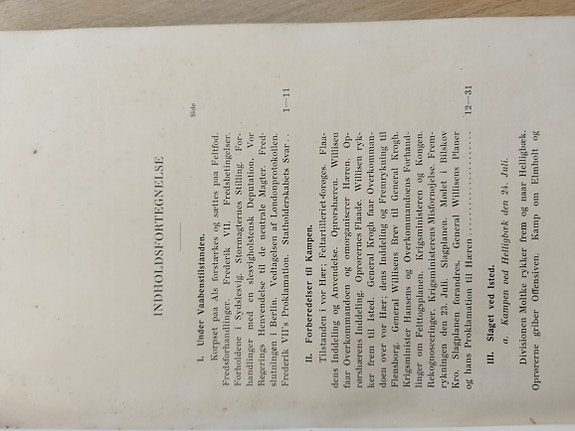 INDHOLDSFORTEGNELSE
Side
I. Under Vaabenstilstanden.
Korpset paa Als forstærkes og sættes paa Feltfod.
Fredsforhandlinger. Frederik VII. Fredsbetingelser.
Forholdene i Sydslesvig. Stormagternes Stilling. For-
handlinger med en slesvigholstensk Deputation. Vor
Regerings Henvendelse til de neutrale Magter. Fred-
slutningen i Berlin. Vedtagelsen af Londonprotokollen.
Frederik VII's Proklamation. Statholderskabets Svar . . 1—11
II. Forberedelser til Kampen.
Tilstanden i vor Hær; Feltartilleriet forøges. Flaa-
dens Inddeling og Anvendelse. Oprørshæren. Willisen
faar Overkommandoen og omorganiserer Hæren. Op-
rørshærens Inddeling. Oprørernes Flaade. Willisen ryk-
ker frem til Isted. General Krogh faar Overkomman-
doen over vor Hær; dens Inddeling og Fremrykning til
Flensborg. General Willisens Brev til General Krogh.
Krigsminister Hansens og Overkommandoens Forhand-
linger om Felttogsplanen. Krigsministeren og Kongen.
Rekognosceringer. Krigsministerens Misfornøjelse. Frem-
rykningen den 23. Juli. Slagplanen. Mødet i Bilskov
Kro. Slagplanen forandres. General Willisens Planer
og hans Proklamation til Hæren . . . . . . . . . . . . . . . . . . . . 12—31
III. Slaget ved Isted.
a. Kampen ved Helligbæk den 24. Juli.
Divisionen Moltke rykker frem og naar Helligbæk.
Oprørerne griber Offensiven. Kamp om Elmholt og